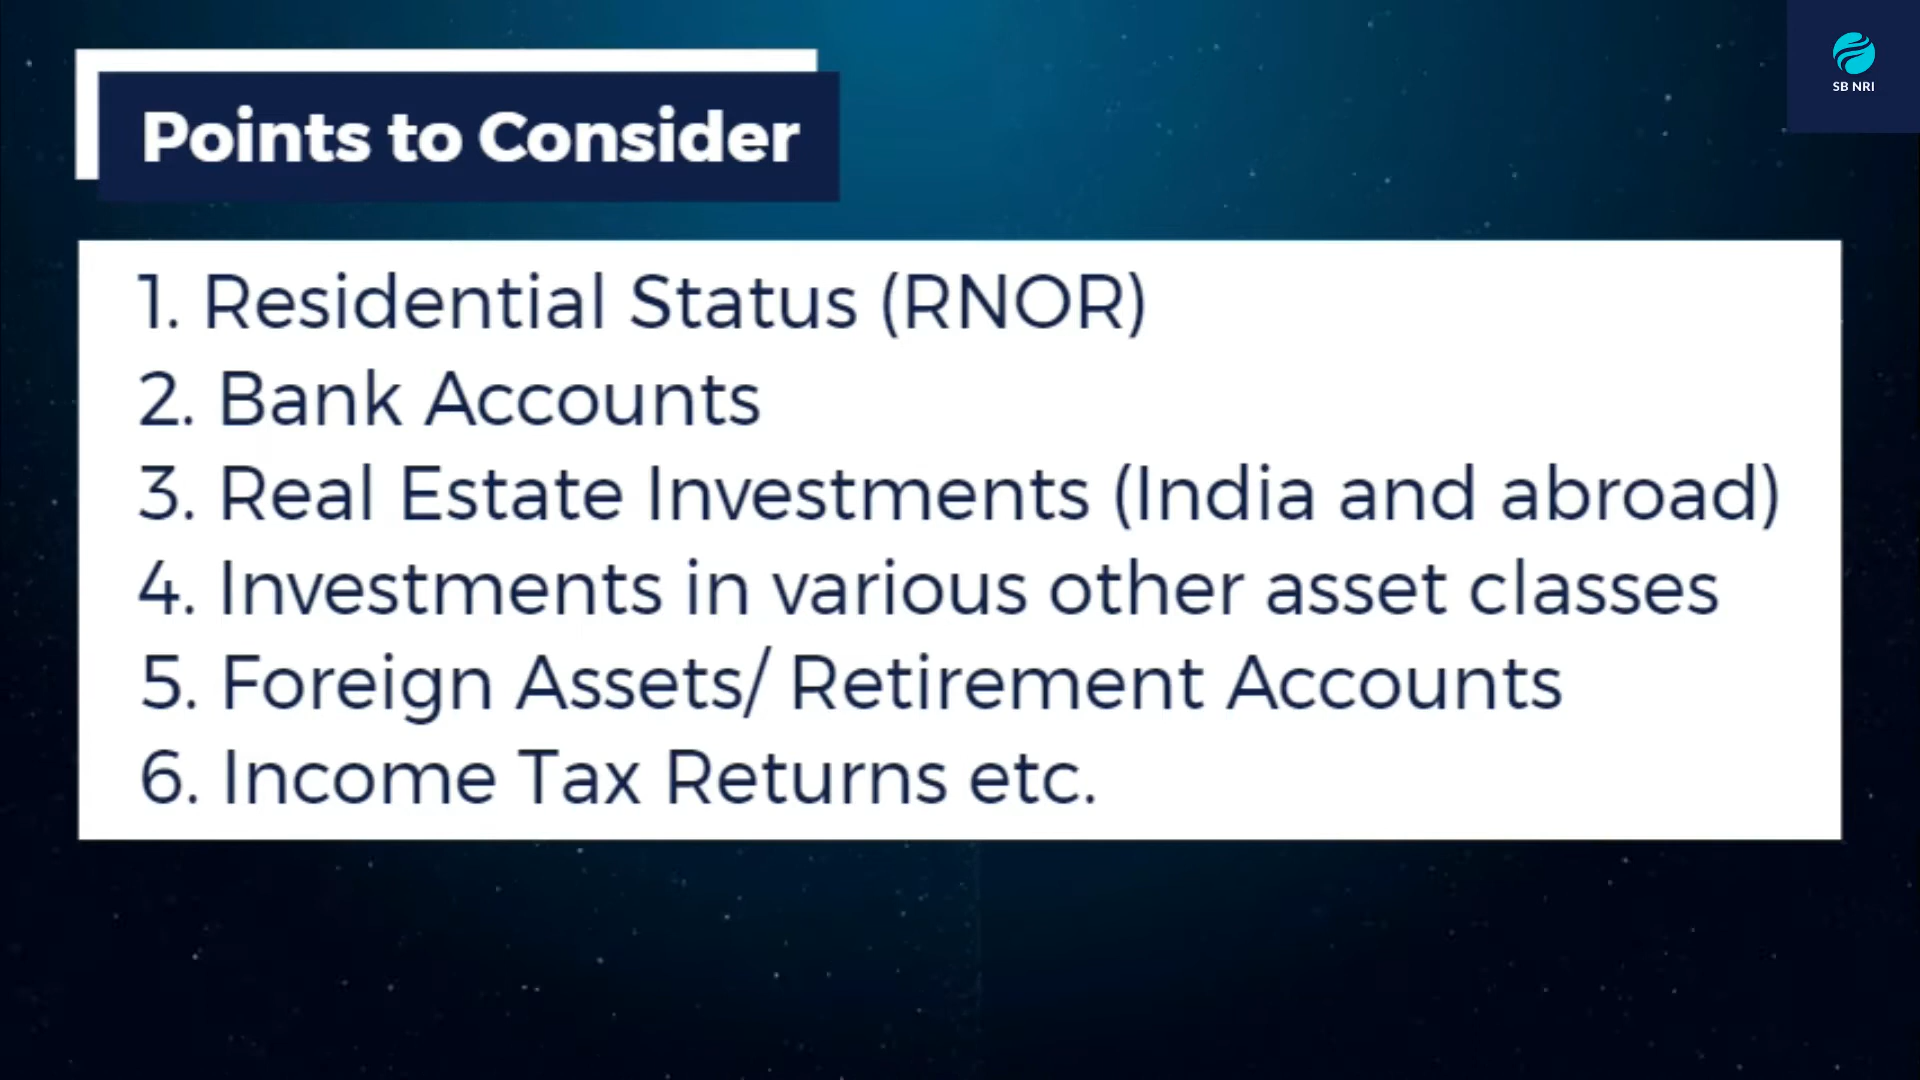 SB NRI
Points to Consider
1. Residential Status (RNOR)
2. Bank Accounts
3. Real Estate Investments (India and abroad)
4. Investments in various other asset classes
5. Foreign Assets/ Retirement Accounts
6. Income Tax Returns etc.